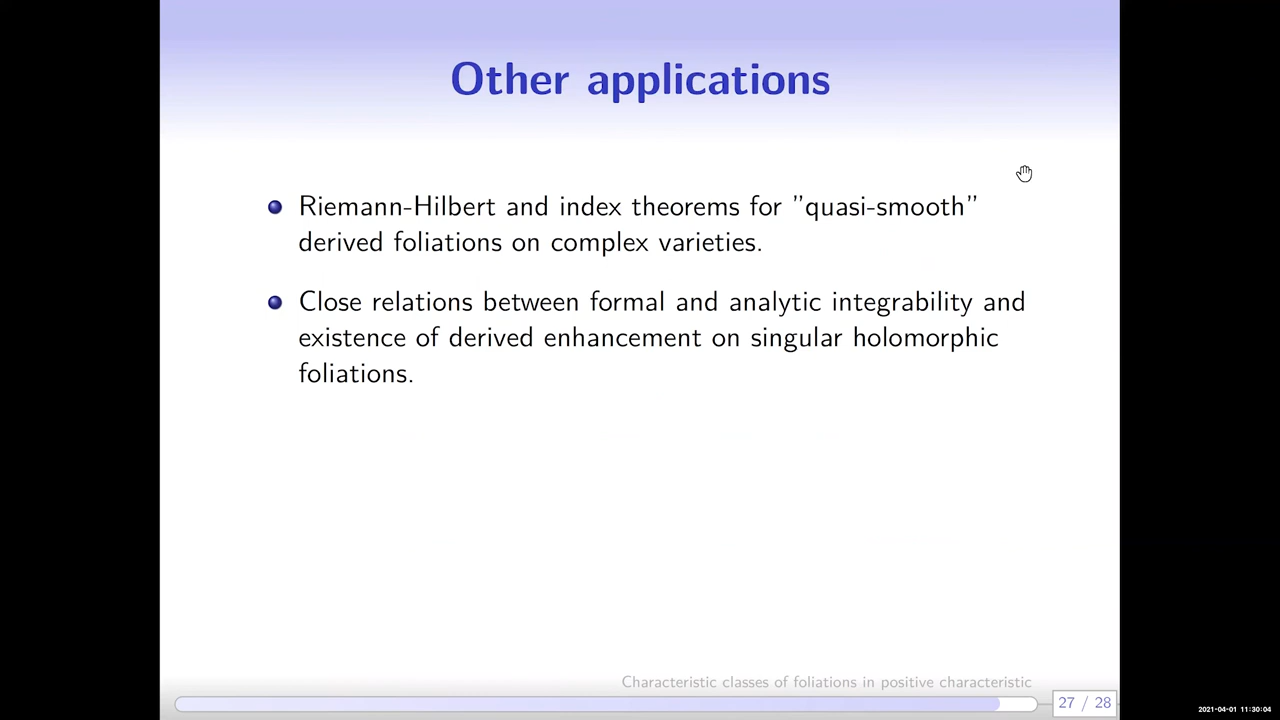 Other applications
Riemann-Hilbert and index theorems for ”quasi-smooth”
derived foliations on complex varieties.
Close relations between formal and analytic integrability and
existence of derived enhancement on singular holomorphic
foliations.
Characteristic classes of foliations in positive characteristic
27 / 28
2021-04-01 11:30:04